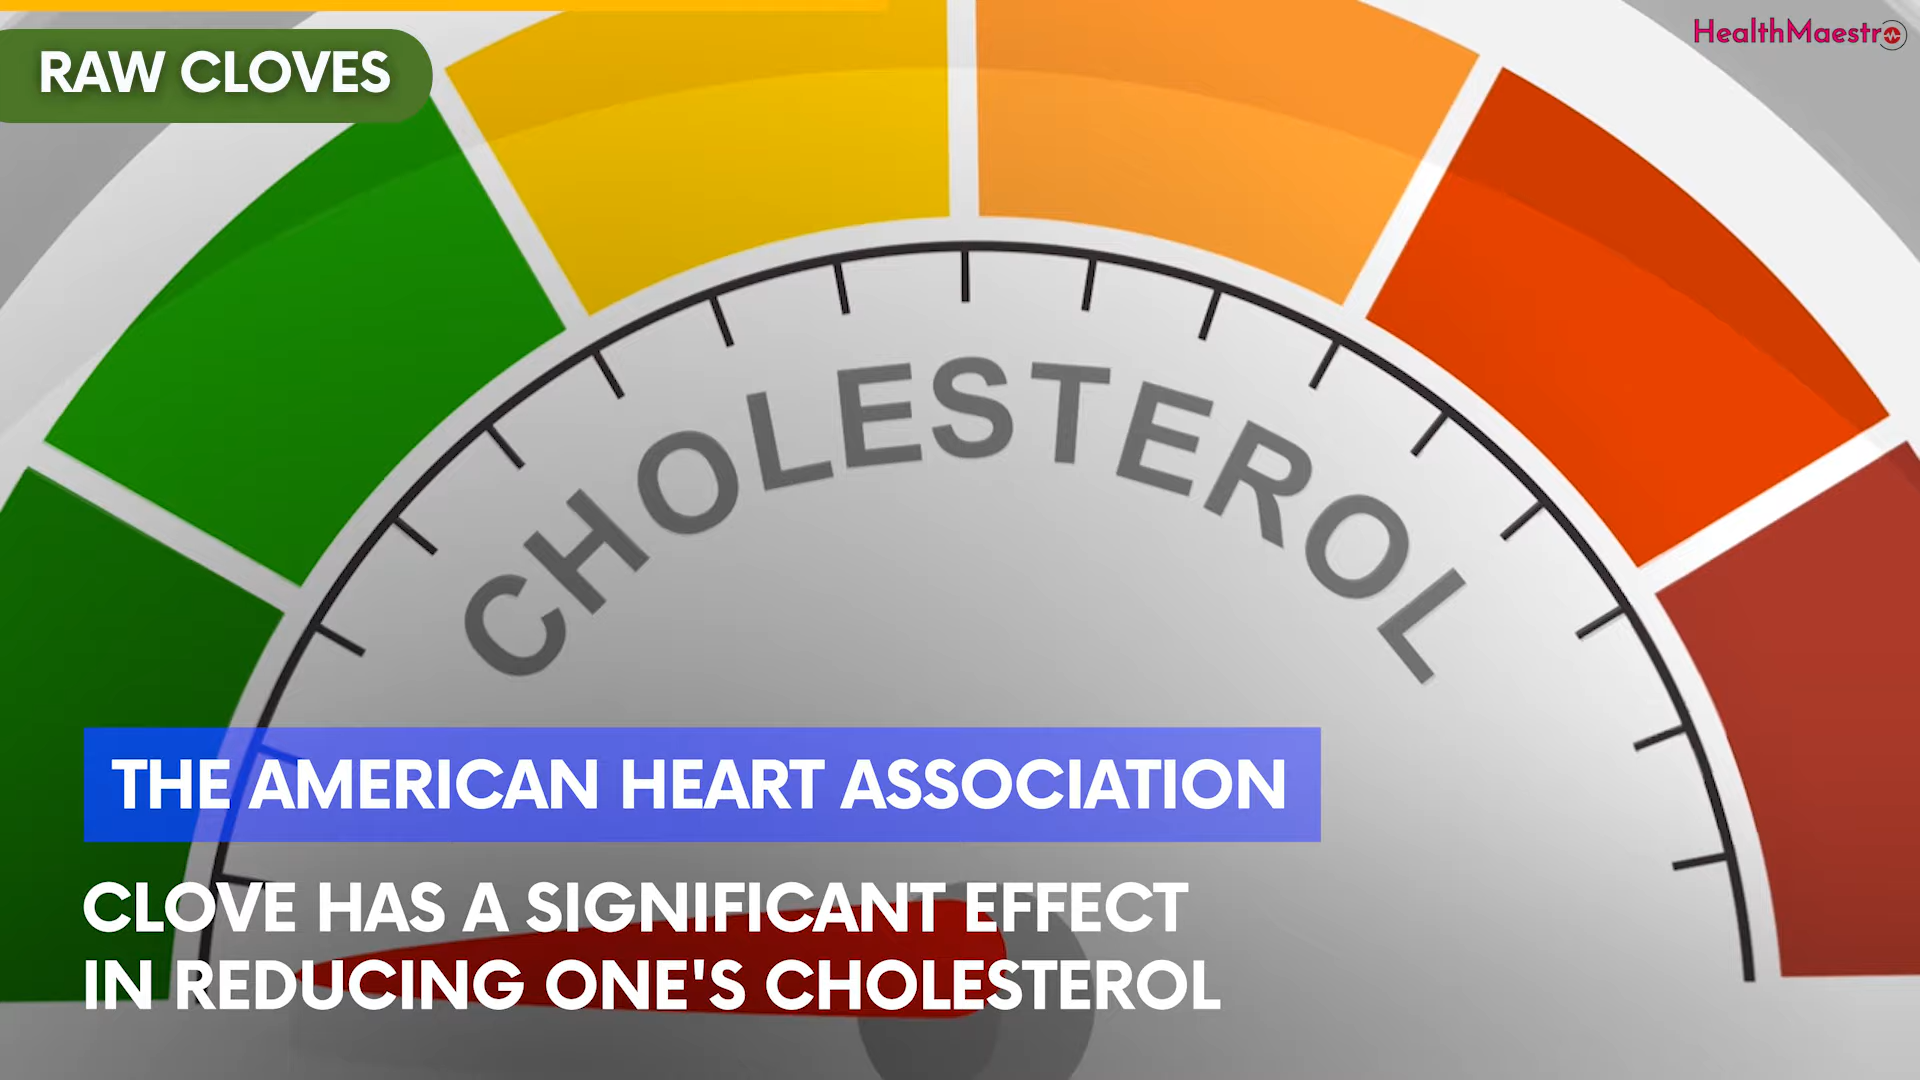 RAW CLOVES
HealthMaestro
CHOLESTEROL
THE AMERICAN HEART ASSOCIATION
CLOVE HAS A SIGNIFICANT EFFECT
IN REDUCING ONE'S CHOLESTEROL